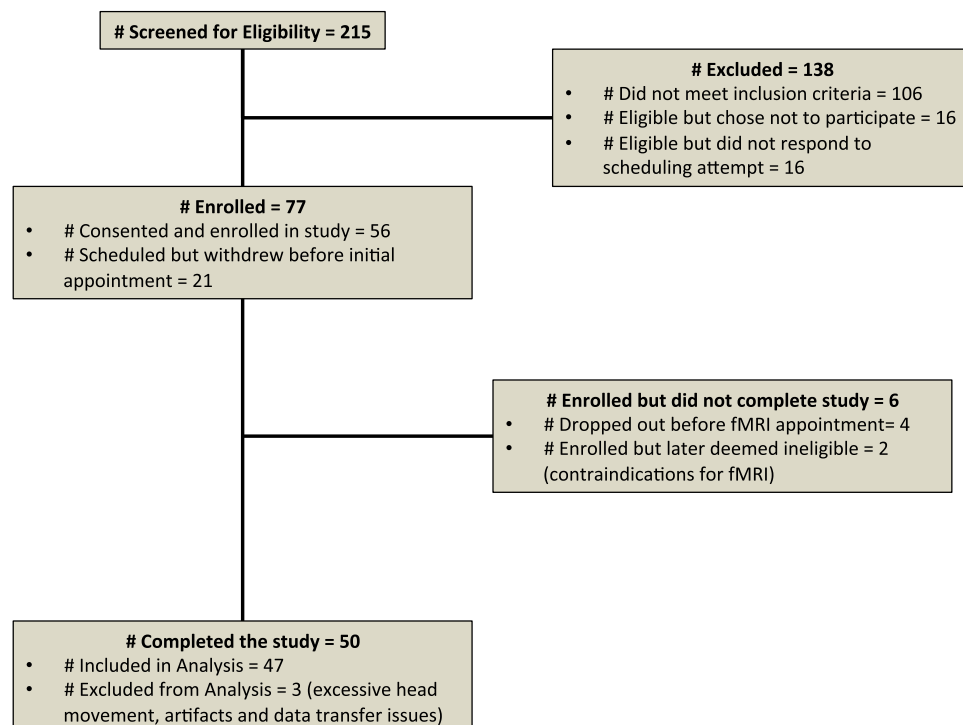 # Screened for Eligibility = 215
# Excluded = 138
• # Did not meet inclusion criteria = 106
• # Eligible but chose not to participate = 16
• # Eligible but did not respond to
scheduling attempt = 16
# Enrolled = 77
• # Consented and enrolled in study = 56
• # Scheduled but withdrew before initial
appointment = 21
# Enrolled but did not complete study = 6
• # Dropped out before fMRI appointment= 4
• # Enrolled but later deemed ineligible = 2
(contraindications for fMRI)
# Completed the study = 50
• # Included in Analysis = 47
• # Excluded from Analysis = 3 (excessive head
movement, artifacts and data transfer issues)